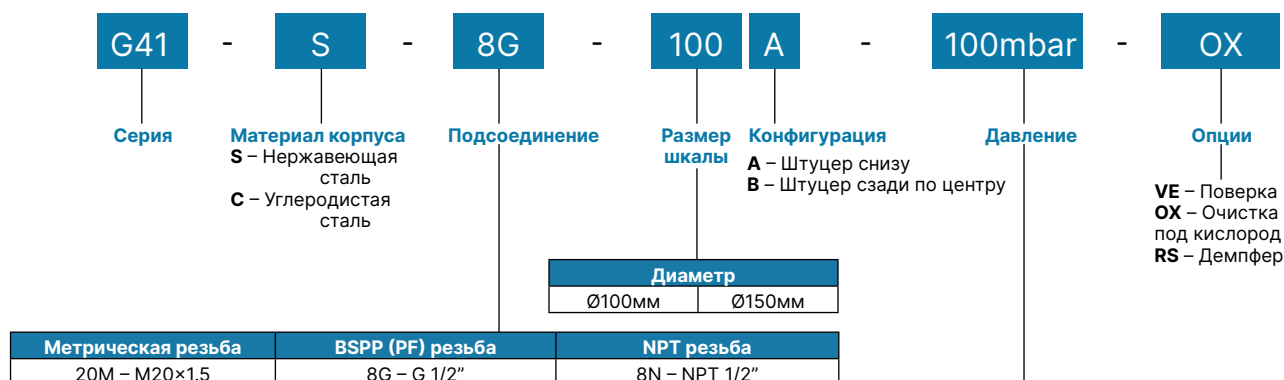 G41 - S - 8G - 100 A - 100mbar - OX
Серия
Материал корпуса
S – Нержавеющая
сталь
C – Углеродистая
сталь
Подсоединение
Размер
шкалы
Конфигурация
A – Штуцер снизу
B – Штуцер сзади по центру
Давление
Опции
VE – Поверка
OX – Очистка
под кислород
RS – Демпфер
Диаметр
Ø100мм Ø150мм
Метрическая резьба BSPP (PF) резьба NPT резьба
20M – M20×1.5 8G – G 1/2” 8N – NPT 1/2”